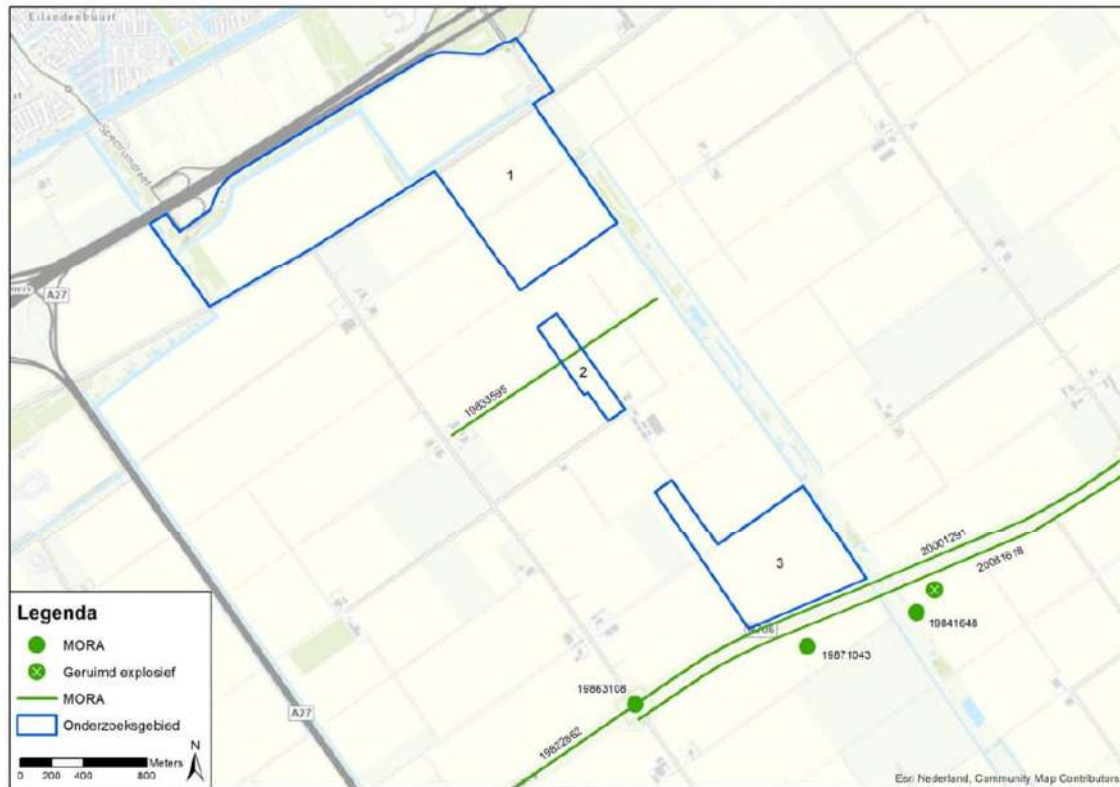 Eilandenbuurt
Spectrumdreef
1
A27
2
19833595
3
20001291
20081618
19841648
19871043
19863108
19822862
A27
Legenda
MORA
Geruimd explosief
MORA
Onderzoeksgebied
Meters
0 200 400 800
N
Esri Nederland, Community Map Contributors